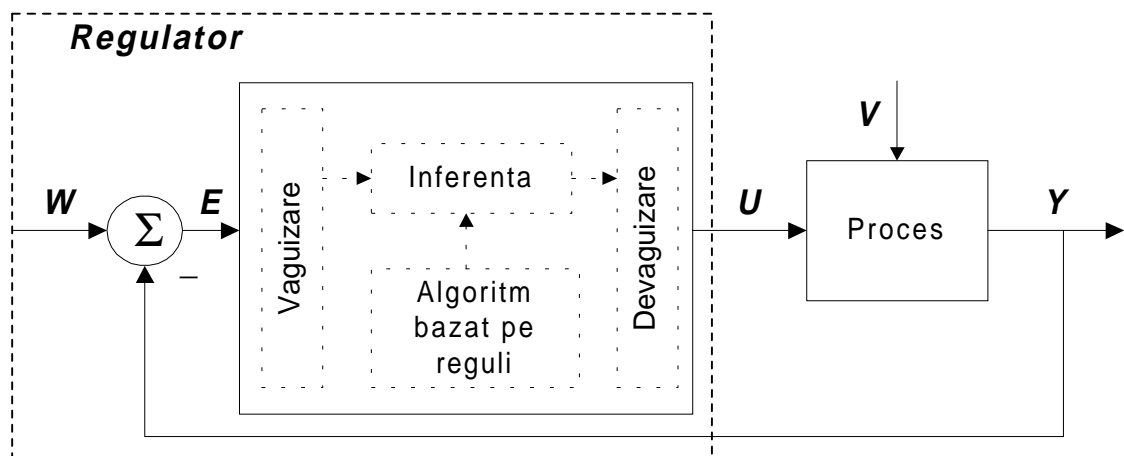 Regulator
V
W
Σ
E
Vaguizare
Inferenta
Algoritm
bazat pe
reguli
Devaguizare
U
Proces
Y
−